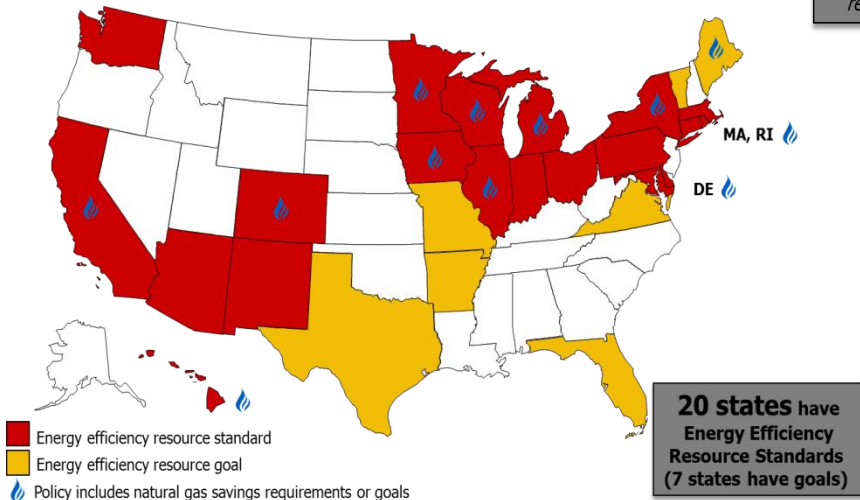 MA, RI
DE
Energy efficiency resource standard
Energy efficiency resource goal
Policy includes natural gas savings requirements or goals
20 states have
Energy Efficiency
Resource Standards
(7 states have goals)